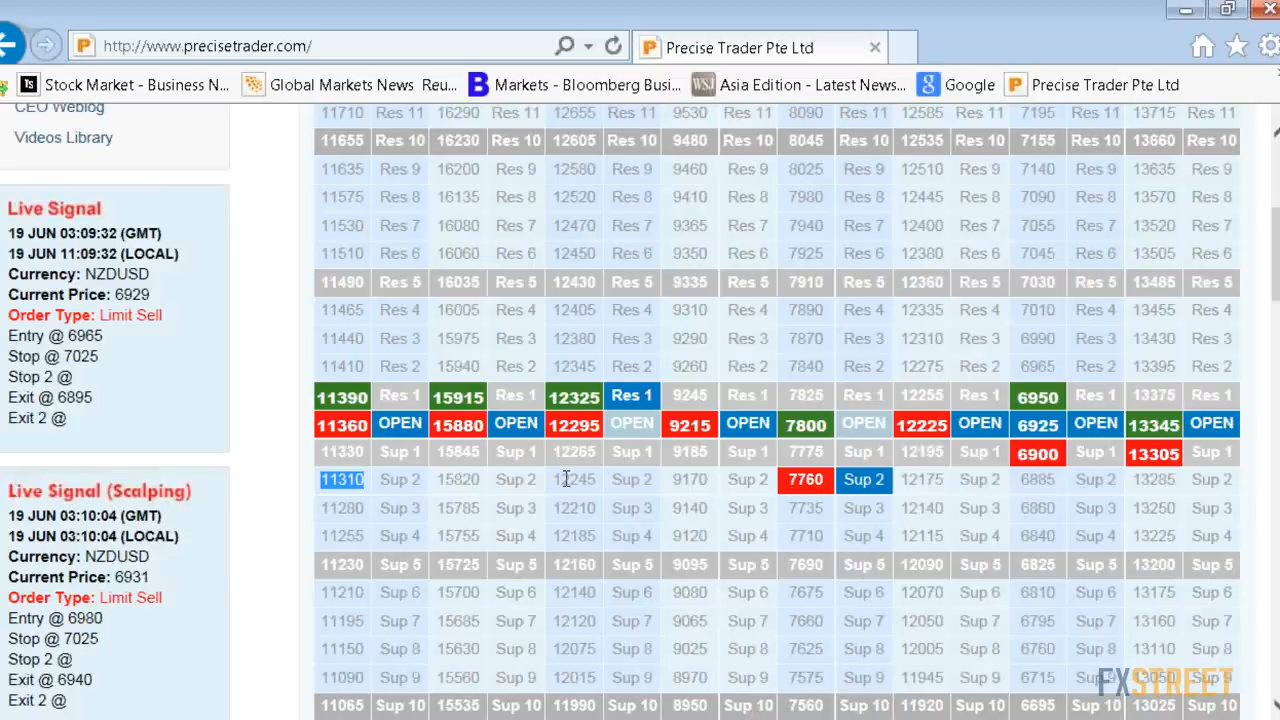 http://www.precisetrader.com/
Precise Trader Pte Ltd
Stock Market - Business N...
Global Markets News Reu...
Markets - Bloomberg Busi...
Asia Edition - Latest News...
Google
Precise Trader Pte Ltd
CEO Weblog
Videos Library
Live Signal
19 JUN 03:09:32 (GMT)
19 JUN 11:09:32 (LOCAL)
Currency: NZDUSD
Current Price: 6929
Order Type: Limit Sell
Entry @ 6965
Stop @ 7025
Stop 2 @
Exit @ 6895
Exit 2 @
Live Signal (Scalping)
19 JUN 03:10:04 (GMT)
19 JUN 03:10:04 (LOCAL)
Currency: NZDUSD
Current Price: 6931
Order Type: Limit Sell
Entry @ 6980
Stop @ 7025
Stop 2 @
Exit @ 6940
Exit 2 @
11710 Res 11 16290 Res 11 12655 Res 11 9530 Res 11 8090 Res 11 12585 Res 11 7195 Res 11 13715 Res 11
11655 Res 10 16230 Res 10 12605 Res 10 9480 Res 10 8045 Res 10 12535 Res 10 7155 Res 10 13660 Res 10
11635 Res 9 16200 Res 9 12580 Res 9 9460 Res 9 8025 Res 9 12510 Res 9 7140 Res 9 13635 Res 9
11575 Res 8 16135 Res 8 12520 Res 8 9410 Res 8 7980 Res 8 12445 Res 8 7090 Res 8 13570 Res 8
11530 Res 7 16080 Res 7 12470 Res 7 9365 Res 7 7940 Res 7 12400 Res 7 7055 Res 7 13520 Res 7
11510 Res 6 16060 Res 6 12450 Res 6 9350 Res 6 7925 Res 6 12380 Res 6 7045 Res 6 13505 Res 6
11490 Res 5 16035 Res 5 12430 Res 5 9335 Res 5 7910 Res 5 12360 Res 5 7030 Res 5 13485 Res 5
11465 Res 4 16005 Res 4 12405 Res 4 9310 Res 4 7890 Res 4 12335 Res 4 7010 Res 4 13455 Res 4
11440 Res 3 15975 Res 3 12380 Res 3 9290 Res 3 7870 Res 3 12310 Res 3 6990 Res 3 13430 Res 3
11410 Res 2 15940 Res 2 12345 Res 2 9260 Res 2 7840 Res 2 12275 Res 2 6970 Res 2 13395 Res 2
11390 Res 1 15915 Res 1 12325 Res 1 9245 Res 1 7825 Res 1 12255 Res 1 6950 Res 1 13375 Res 1
11360 OPEN 15880 OPEN 12295 OPEN 9215 OPEN 7800 OPEN 12225 OPEN 6925 OPEN 13345 OPEN
11330 Sup 1 15845 Sup 1 12265 Sup 1 9185 Sup 1 7775 Sup 1 12195 Sup 1 6900 Sup 1 13305 Sup 1
11310 Sup 2 15820 Sup 2 12245 Sup 2 9170 Sup 2 7760 Sup 2 12175 Sup 2 6885 Sup 2 13285 Sup 2
11280 Sup 3 15785 Sup 3 12210 Sup 3 9140 Sup 3 7735 Sup 3 12140 Sup 3 6860 Sup 3 13250 Sup 3
11255 Sup 4 15755 Sup 4 12185 Sup 4 9120 Sup 4 7710 Sup 4 12115 Sup 4 6840 Sup 4 13225 Sup 4
11230 Sup 5 15725 Sup 5 12160 Sup 5 9095 Sup 5 7690 Sup 5 12090 Sup 5 6825 Sup 5 13200 Sup 5
11210 Sup 6 15700 Sup 6 12140 Sup 6 9080 Sup 6 7675 Sup 6 12070 Sup 6 6810 Sup 6 13175 Sup 6
11195 Sup 7 15685 Sup 7 12120 Sup 7 9065 Sup 7 7660 Sup 7 12050 Sup 7 6795 Sup 7 13160 Sup 7
11150 Sup 8 15630 Sup 8 12075 Sup 8 9025 Sup 8 7625 Sup 8 12005 Sup 8 6760 Sup 8 13110 Sup 8
11090 Sup 9 15560 Sup 9 12015 Sup 9 8970 Sup 9 7575 Sup 9 11945 Sup 9 6715 Sup 9 13050 Sup 9
11065 Sup 10 15535 Sup 10 11990 Sup 10 8950 Sup 10 7560 Sup 10 11920 Sup 10 6695 Sup 10 13025 Sup 10
FXSTREET